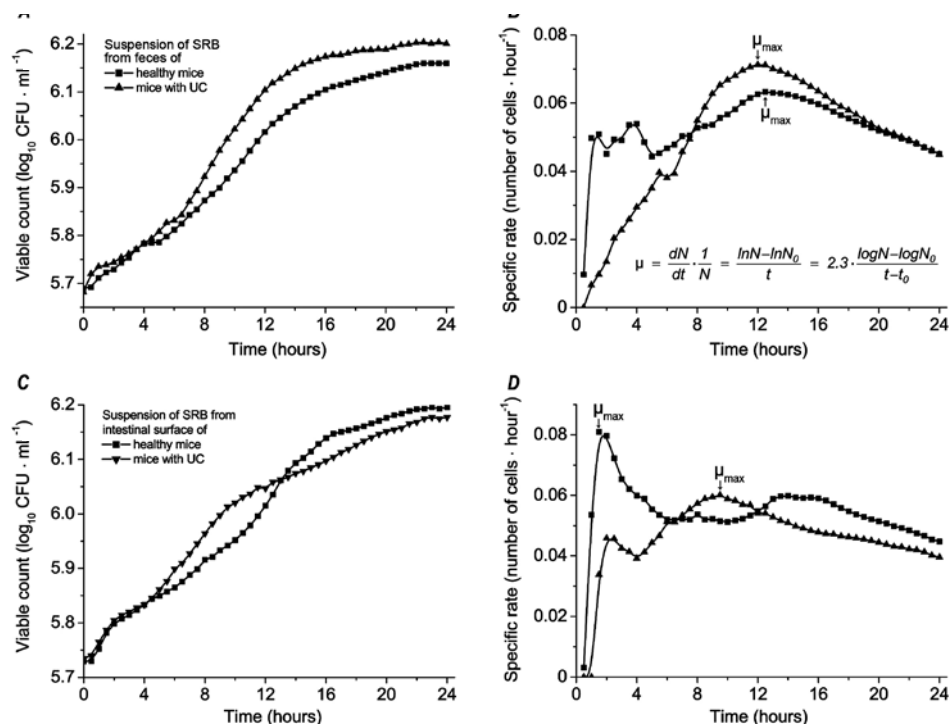 A
Viable count (log10 CFU · ml -1)
6.2
6.1
6.0
5.9
5.8
5.7
Suspension of SRB
from feces of
healthy mice
mice with UC
0 4 8 12 16 20 24
Time (hours)
B
Specific rate (number of cells · hour-1)
0.08
0.06
0.04
0.02
0
μmax
μmax
μ = dN/dt · 1/N = lnN–lnN0/t = 2.3 · logN–logN0/t–t0
0 4 8 12 16 20 24
Time (hours)
C
Viable count (log10 CFU · ml -1)
6.2
6.1
6.0
5.9
5.8
5.7
Suspension of SRB from
intestinal surface of
healthy mice
mice with UC
0 4 8 12 16 20 24
Time (hours)
D
Specific rate (number of cells · hour-1)
0.08
0.06
0.04
0.02
0
μmax
μmax
0 4 8 12 16 20 24
Time (hours)